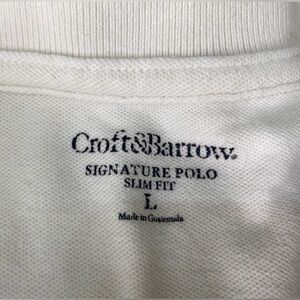 Croft&Barrow®
SIGNATURE POLO
SLIM FIT
L
Made in Guatemala